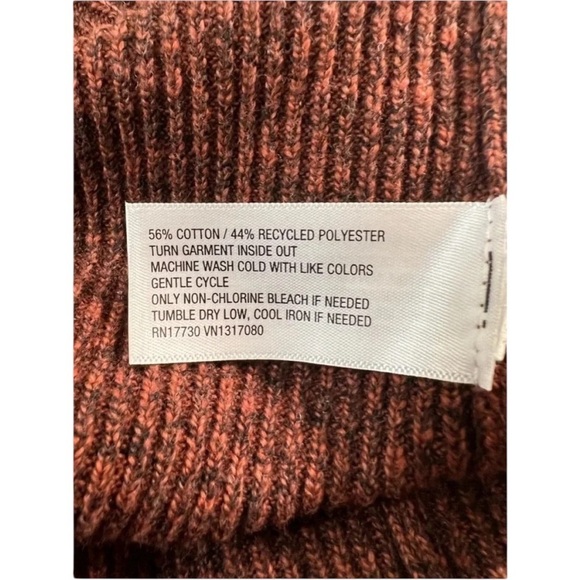 56% COTTON / 44% RECYCLED POLYESTER
TURN GARMENT INSIDE OUT
MACHINE WASH COLD WITH LIKE COLORS
GENTLE CYCLE
ONLY NON-CHLORINE BLEACH IF NEEDED
TUMBLE DRY LOW, COOL IRON IF NEEDED
RN17730 VN1317080